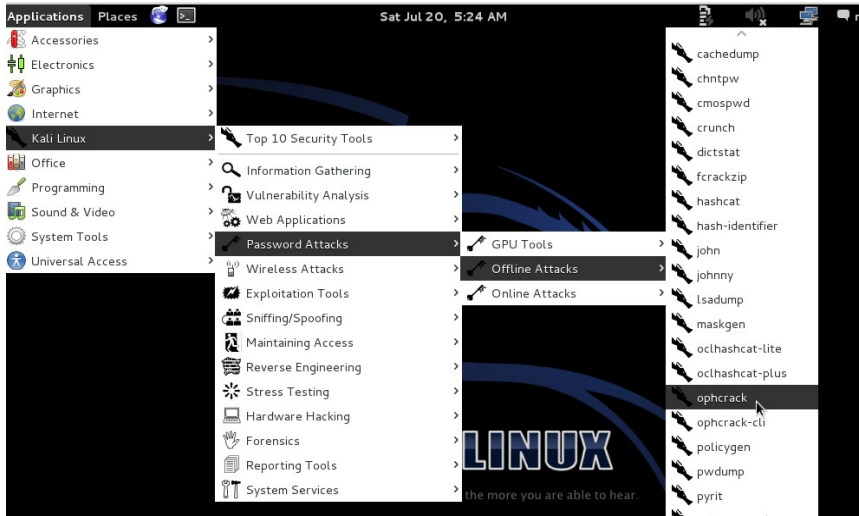 Applications Places Sat Jul 20, 5:24 AM
Accessories
Electronics
Graphics
Internet
Kali Linux
Office
Programming
Sound & Video
System Tools
Universal Access
Top 10 Security Tools
Information Gathering
Vulnerability Analysis
Web Applications
Password Attacks
Wireless Attacks
Exploitation Tools
Sniffing/Spoofing
Maintaining Access
Reverse Engineering
Stress Testing
Hardware Hacking
Forensics
Reporting Tools
System Services
GPU Tools
Offline Attacks
Online Attacks
cachedump
chntpw
cmospwd
crunch
dictstat
fcrackzip
hashcat
hash-identifier
john
johnny
lsadump
maskgen
oclhashcat-lite
oclhashcat-plus
ophcrack
ophcrack-cli
policygen
pwdump
pyrit
LINUX
the more you are able to hear.